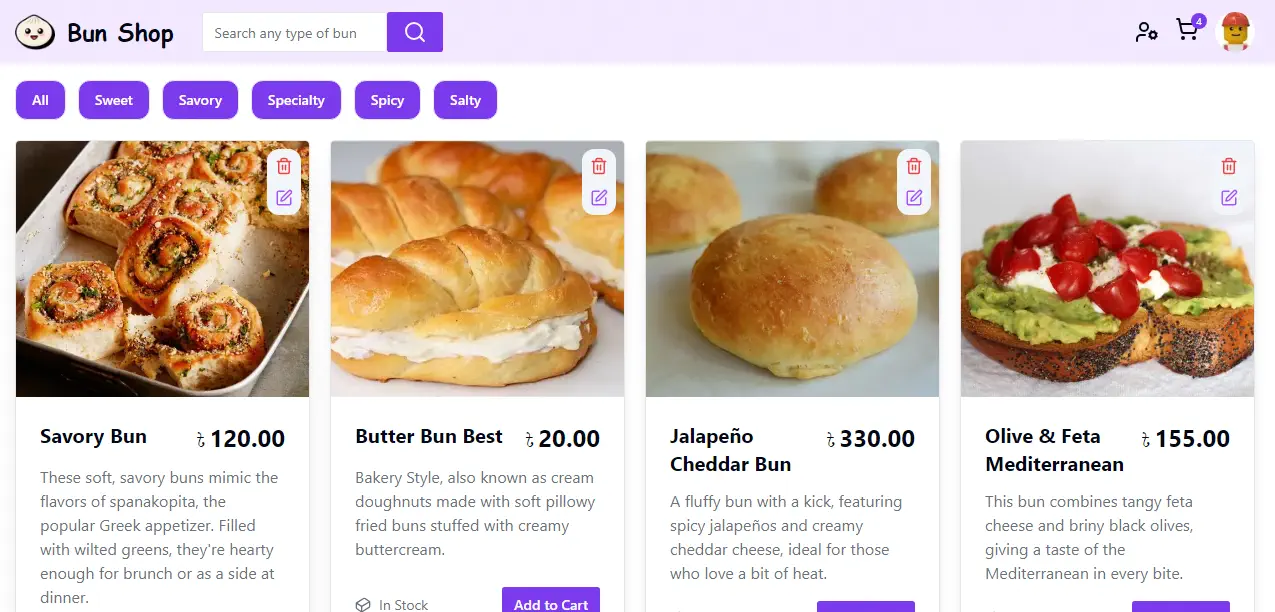 Bun Shop
Search any type of bun
4
All
Sweet
Savory
Specialty
Spicy
Salty
Savory Bun
৳ 120.00
These soft, savory buns mimic the
flavors of spanakopita, the
popular Greek appetizer. Filled
with wilted greens, they're hearty
enough for brunch or as a side at
dinner.
Butter Bun Best
৳ 20.00
Bakery Style, also known as cream
doughnuts made with soft pillowy
fried buns stuffed with creamy
buttercream.
In Stock
Add to Cart
Jalapeño
Cheddar Bun
৳ 330.00
A fluffy bun with a kick, featuring
spicy jalapeños and creamy
cheddar cheese, ideal for those
who love a bit of heat.
Olive & Feta
Mediterranean
৳ 155.00
This bun combines tangy feta
cheese and briny black olives,
giving a taste of the
Mediterranean in every bite.